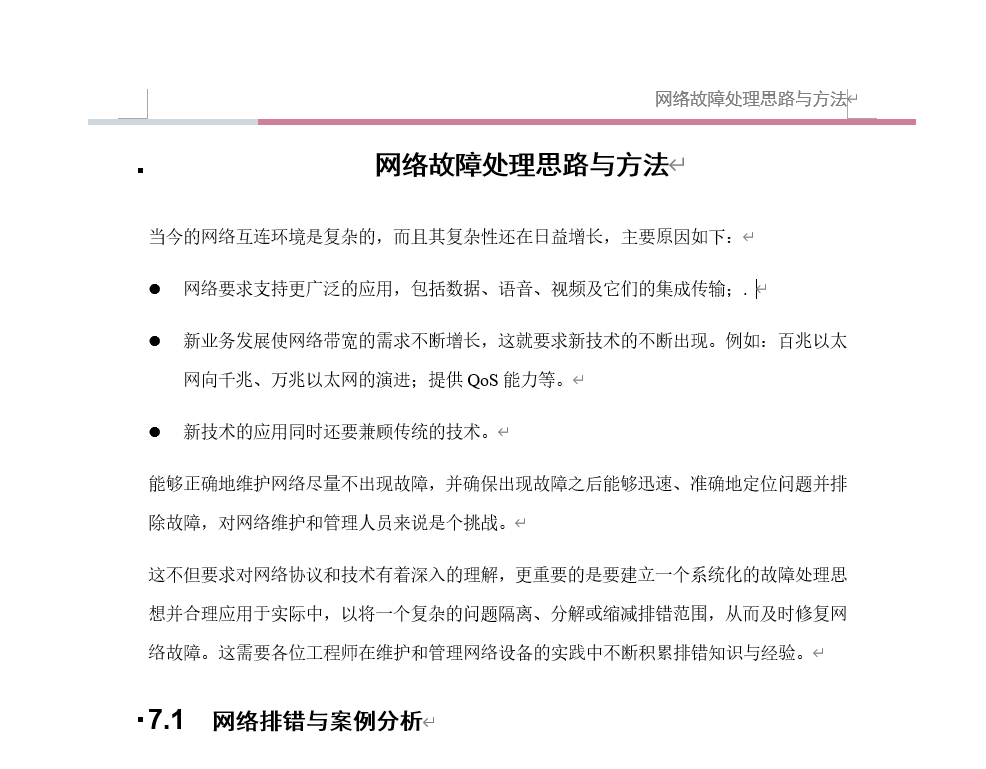 网络故障处理思路与方法
网络故障处理思路与方法
当今的网络互连环境是复杂的，而且其复杂性还在日益增长，主要原因如下：
● 网络要求支持更广泛的应用，包括数据、语音、视频及它们的集成传输；.
● 新业务发展使网络带宽的需求不断增长，这就要求新技术的不断出现。例如：百兆以太
网向千兆、万兆以太网的演进；提供 QoS 能力等。
● 新技术的应用同时还要兼顾传统的技术。
能够正确地维护网络尽量不出现故障，并确保出现故障之后能够迅速、准确地定位问题并排
除故障，对网络维护和管理人员来说是个挑战。
这不但要求对网络协议和技术有着深入的理解，更重要的是要建立一个系统化的故障处理思
想并合理应用于实际中，以将一个复杂的问题隔离、分解或缩减排错范围，从而及时修复网
络故障。这需要各位工程师在维护和管理网络设备的实践中不断积累排错知识与经验。
7.1 网络排错与案例分析